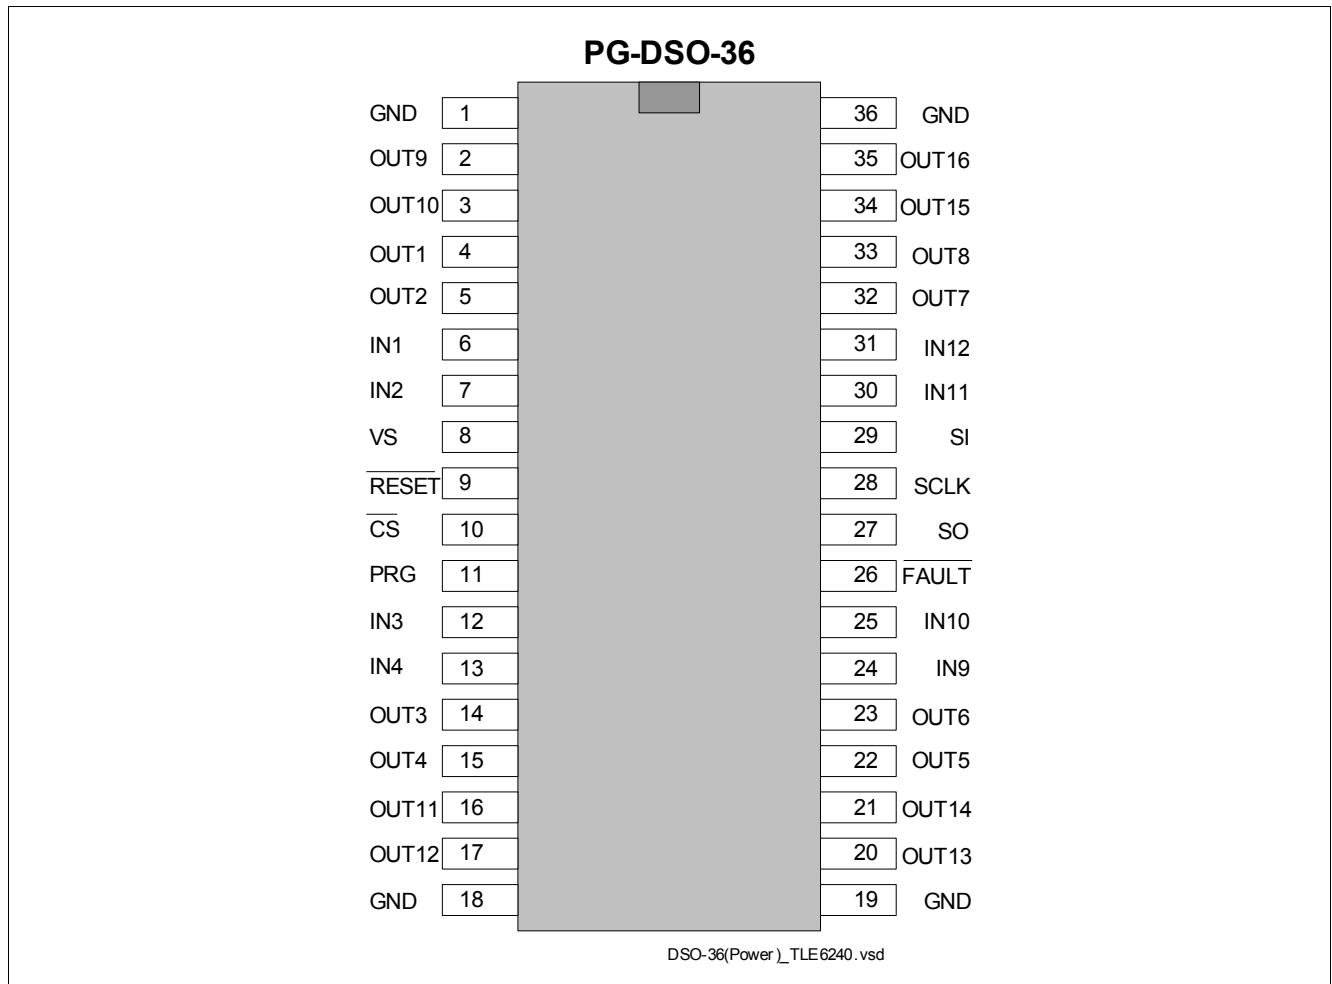 PG-DSO-36
GND 1 36 GND
OUT9 2 35 OUT16
OUT10 3 34 OUT15
OUT1 4 33 OUT8
OUT2 5 32 OUT7
IN1 6 31 IN12
IN2 7 30 IN11
VS 8 29 SI
RESET 9 28 SCLK
CS 10 27 SO
PRG 11 26 FAULT
IN3 12 25 IN10
IN4 13 24 IN9
OUT3 14 23 OUT6
OUT4 15 22 OUT5
OUT11 16 21 OUT14
OUT12 17 20 OUT13
GND 18 19 GND
DSO-36(Power)_TLE6240.vsd